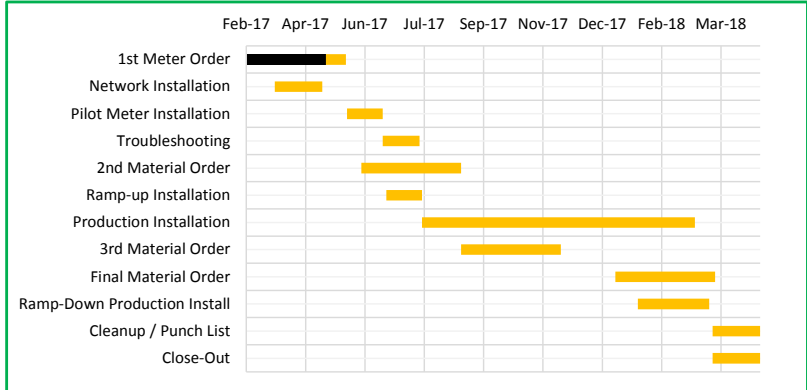 Feb-17 Apr-17 Jun-17 Jul-17 Sep-17 Nov-17 Dec-17 Feb-18 Mar-18
1st Meter Order
Network Installation
Pilot Meter Installation
Troubleshooting
2nd Material Order
Ramp-up Installation
Production Installation
3rd Material Order
Final Material Order
Ramp-Down Production Install
Cleanup / Punch List
Close-Out